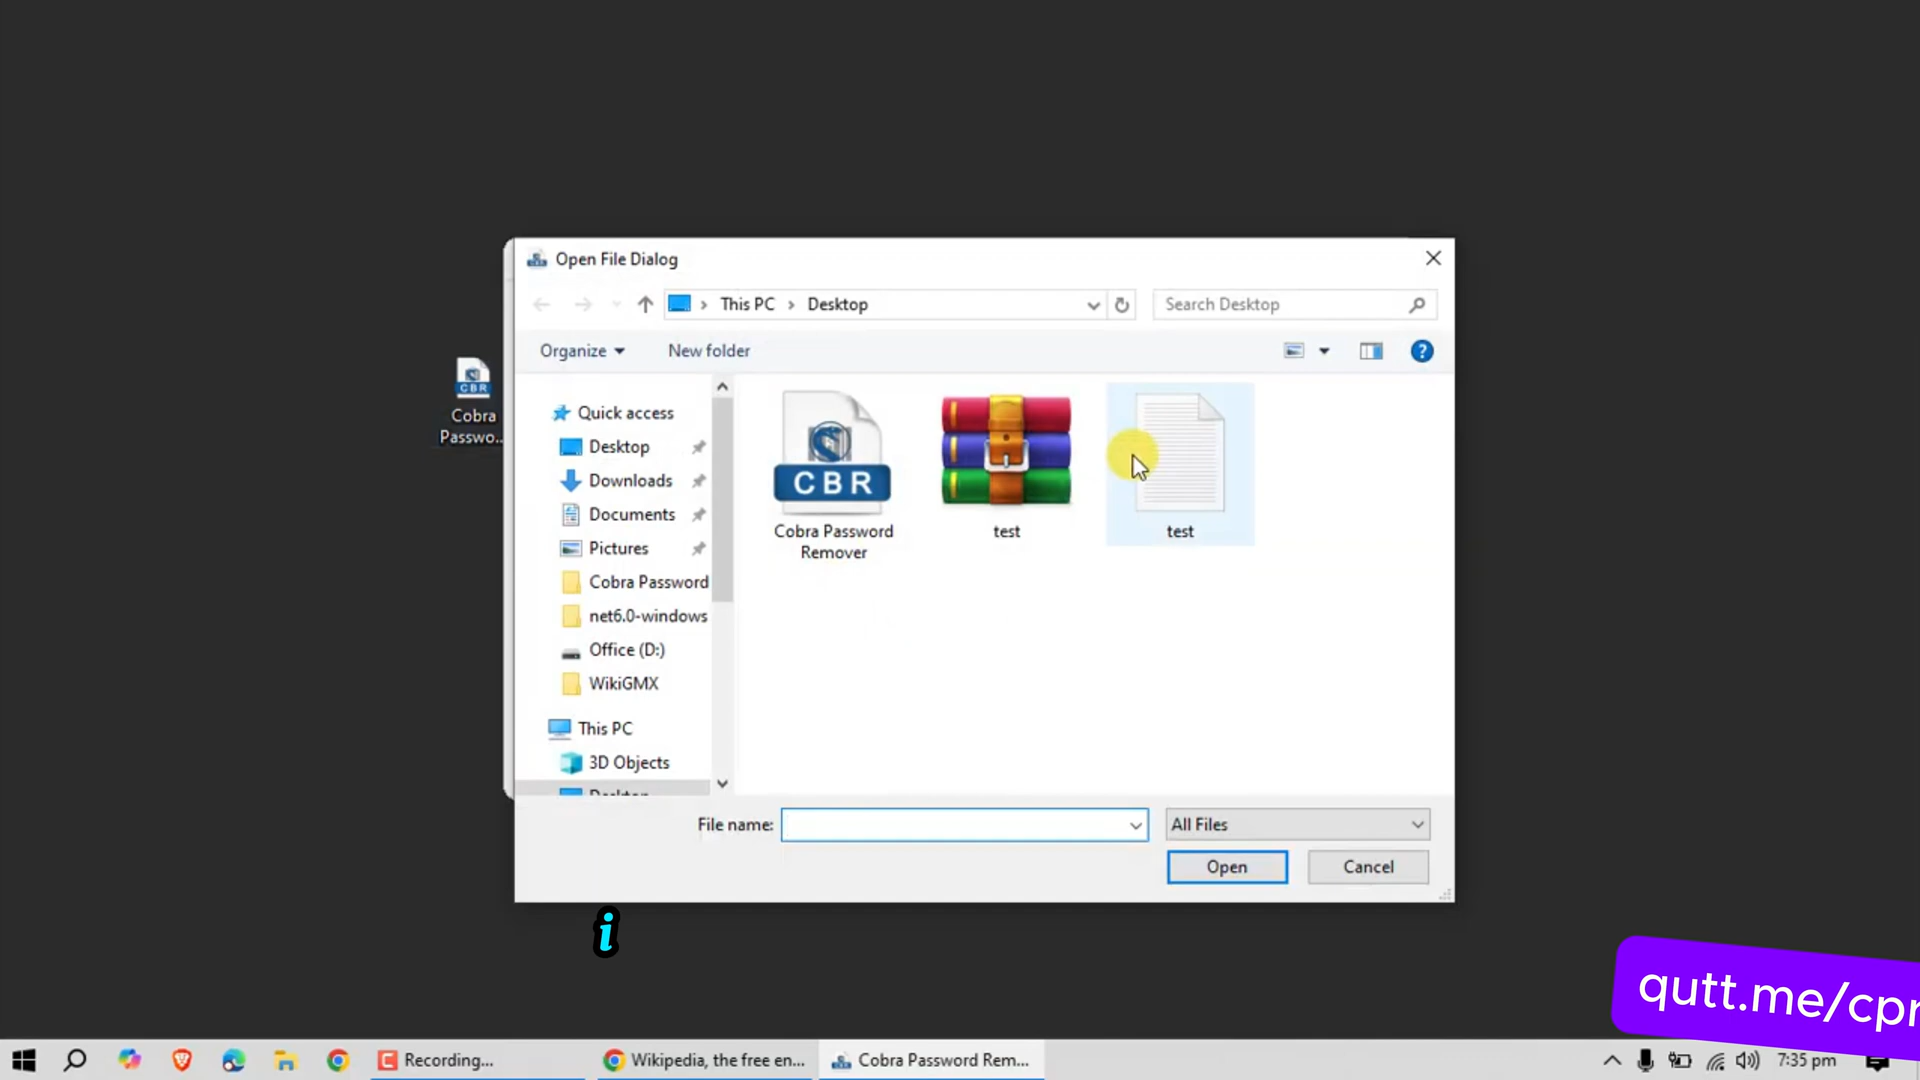 Open File Dialog
This PC
Desktop
Search Desktop
Organize
New folder
Quick access
Desktop
Downloads
Documents
Pictures
Cobra Password
net6.0-windows
Office (D:)
WikiGMX
This PC
3D Objects
Desktop
CBR
Cobra
Passwo...
CBR
Cobra Password
Remover
test
test
File name:
All Files
Open
Cancel
i
qutt.me/cpr
Recording...
Wikipedia, the free en...
Cobra Password Rem...
7:35 pm